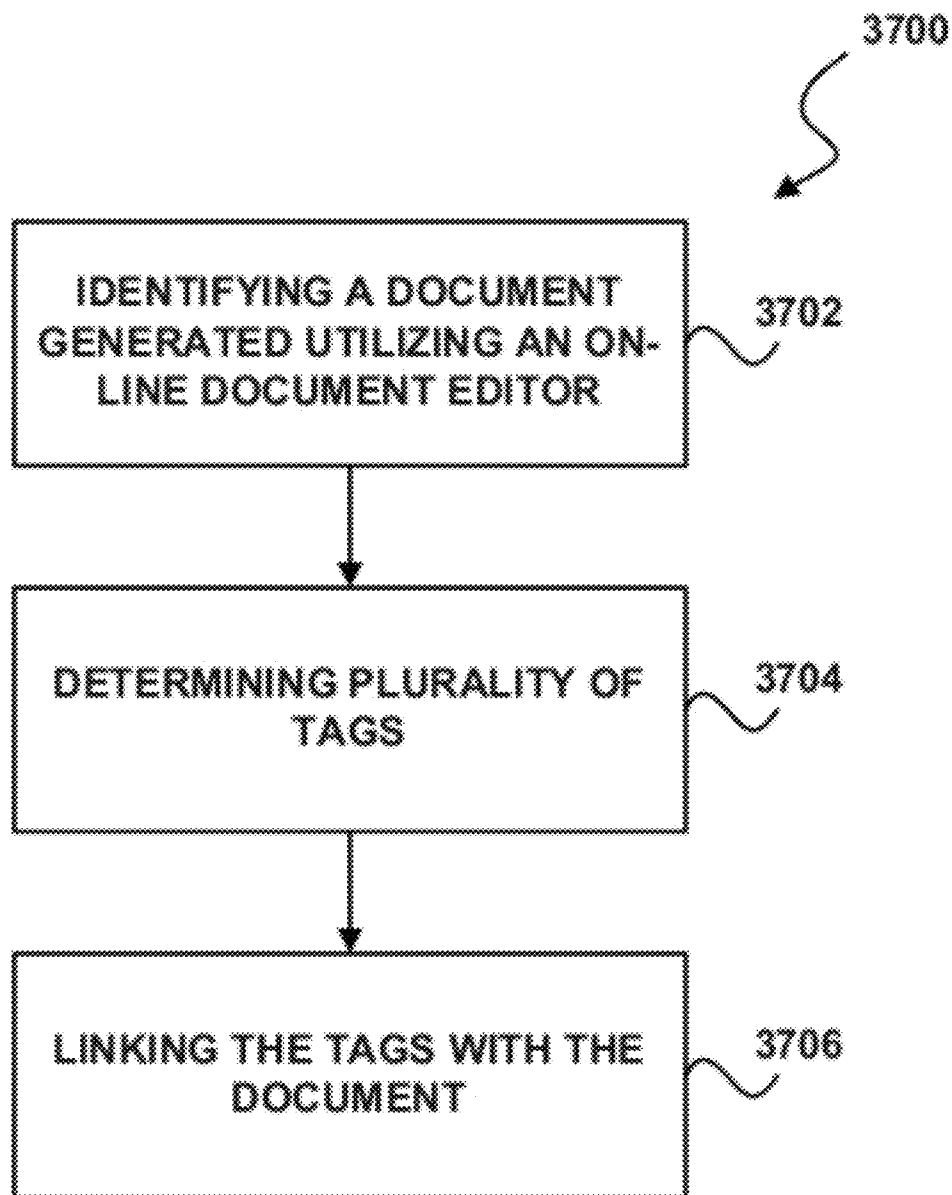 3700
IDENTIFYING A DOCUMENT
GENERATED UTILIZING AN ON-
LINE DOCUMENT EDITOR
3702
DETERMINING PLURALITY OF
TAGS
3704
LINKING THE TAGS WITH THE
DOCUMENT
3706